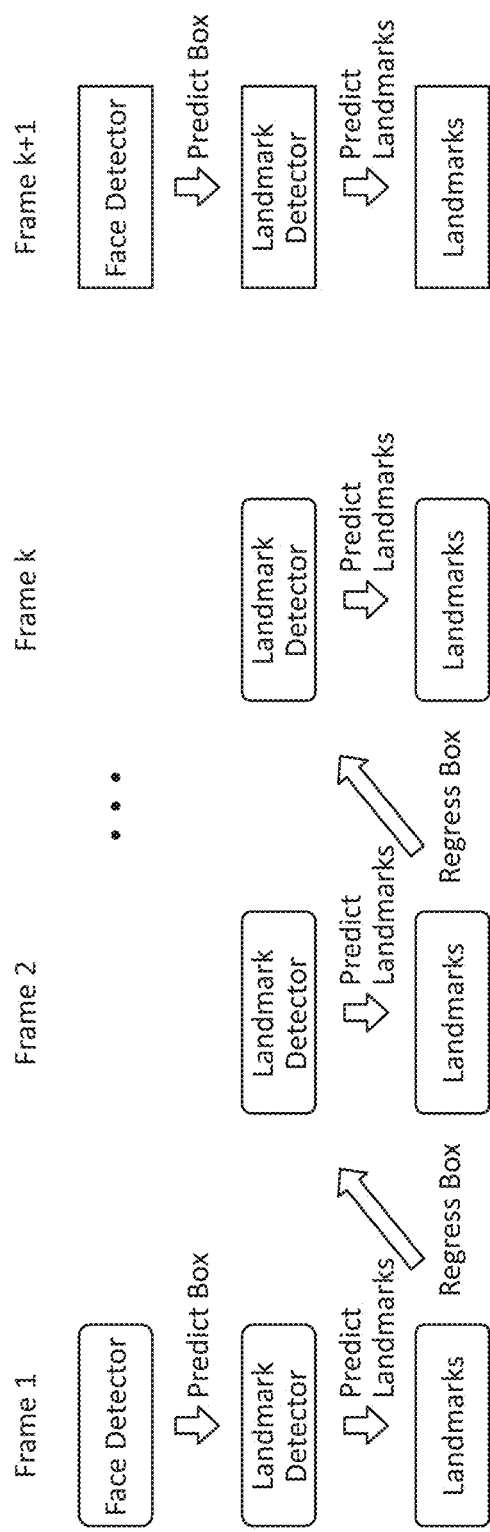 Frame 1
Face Detector
Predict Box
Landmark
Detector
Predict
Landmarks
Landmarks
Regress Box
Frame 2
Landmark
Detector
Predict
Landmarks
Landmarks
Regress Box
• • •
Frame k
Landmark
Detector
Predict
Landmarks
Landmarks
Frame k+1
Face Detector
Predict Box
Landmark
Detector
Predict
Landmarks
Landmarks